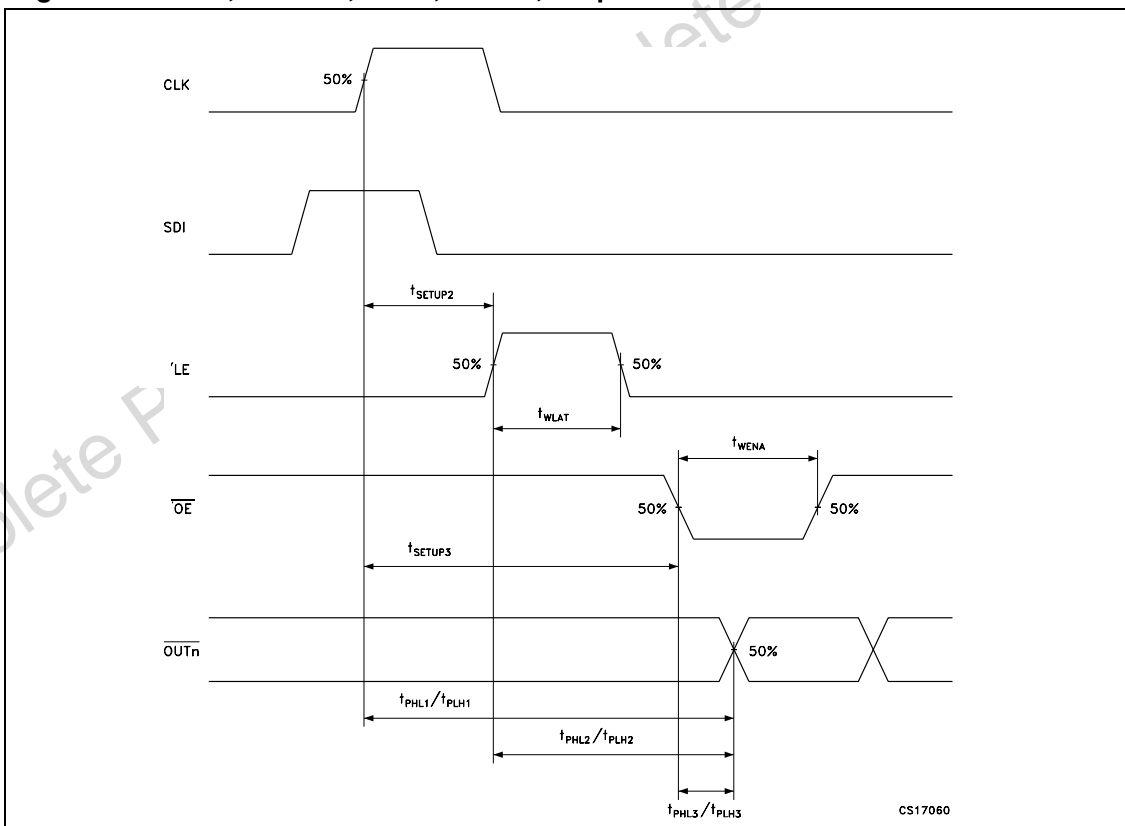 50%
CLK
SDI
tSETUP2
50%
50%
LE
tWLAT
tWENA
OE
50%
50%
tSETUP3
OUTn
50%
tPHL1/tPLH1
tPHL2/tPLH2
tPHL3/tPLH3
CS17060